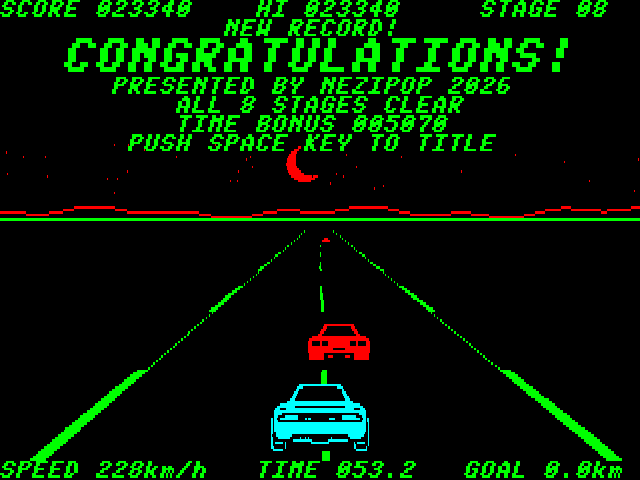 SCORE 023340 HI 023340 STAGE 08
NEW RECORD!
CONGRATULATIONS!
PRESENTED BY NEZIPOP 2026
ALL 8 STAGES CLEAR
TIME BONUS 005070
PUSH SPACE KEY TO TITLE
SPEED 228km/h TIME 053.2 GOAL 0.0km